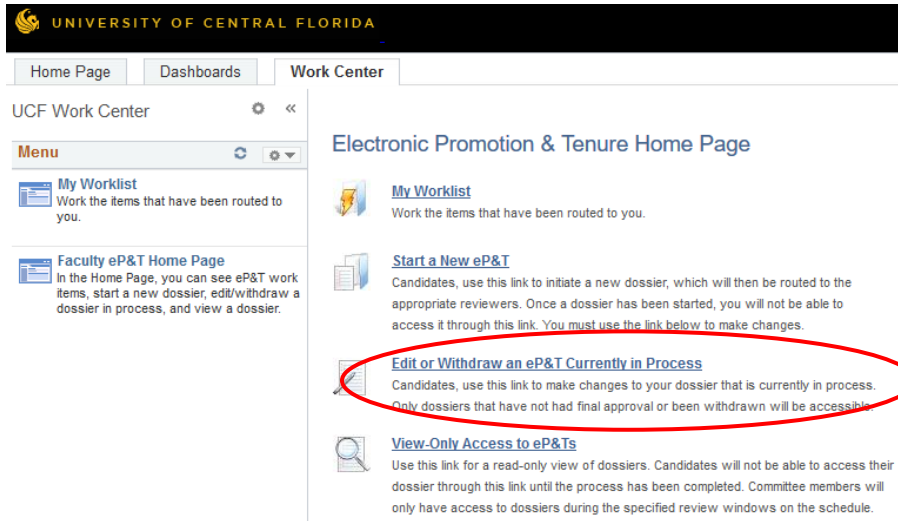 UNIVERSITY OF CENTRAL FLORIDA
Home Page
Dashboards
Work Center
UCF Work Center
Menu
My Worklist
Work the items that have been routed to
you.
Faculty eP&T Home Page
In the Home Page, you can see eP&T work
items, start a new dossier, edit/withdraw a
dossier in process, and view a dossier.
Electronic Promotion & Tenure Home Page
My Worklist
Work the items that have been routed to you.
Start a New eP&T
Candidates, use this link to initiate a new dossier, which will then be routed to the
appropriate reviewers. Once a dossier has been started, you will not be able to
access it through this link. You must use the link below to make changes.
Edit or Withdraw an eP&T Currently in Process
Candidates, use this link to make changes to your dossier that is currently in process.
Only dossiers that have not had final approval or been withdrawn will be accessible.
View-Only Access to eP&Ts
Use this link for a read-only view of dossiers. Candidates will not be able to access their
dossier through this link until the process has been completed. Committee members will
only have access to dossiers during the specified review windows on the schedule.